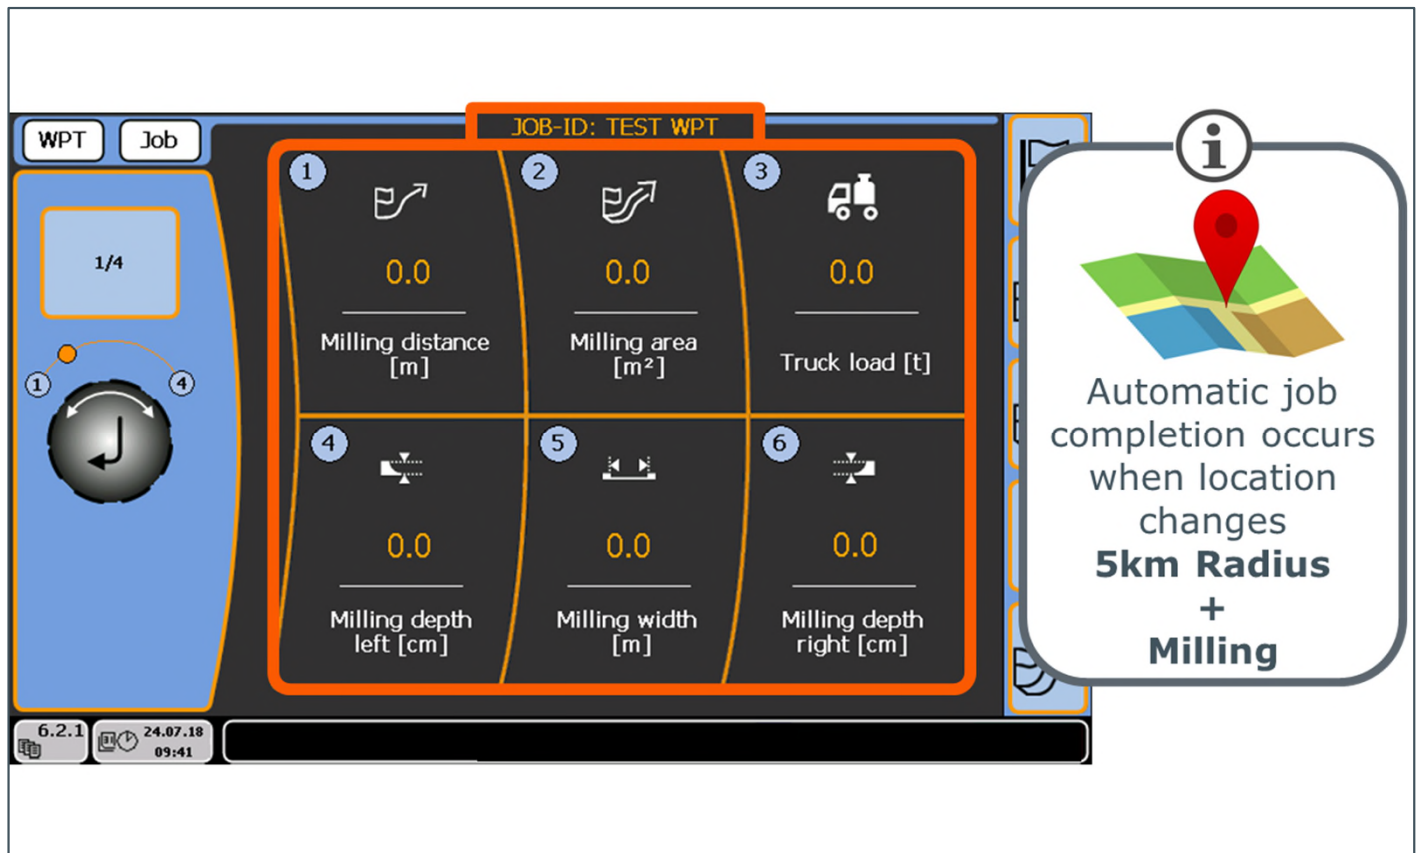 WPT
Job
JOB-ID: TEST WPT
1/4
1
4
1
0.0
Milling distance
[m]
2
0.0
Milling area
[m²]
3
0.0
Truck load [t]
4
0.0
Milling depth
left [cm]
5
0.0
Milling width
[m]
6
0.0
Milling depth
right [cm]
i
Automatic job
completion occurs
when location
changes
5km Radius
+
Milling
6.2.1
24.07.18
09:41